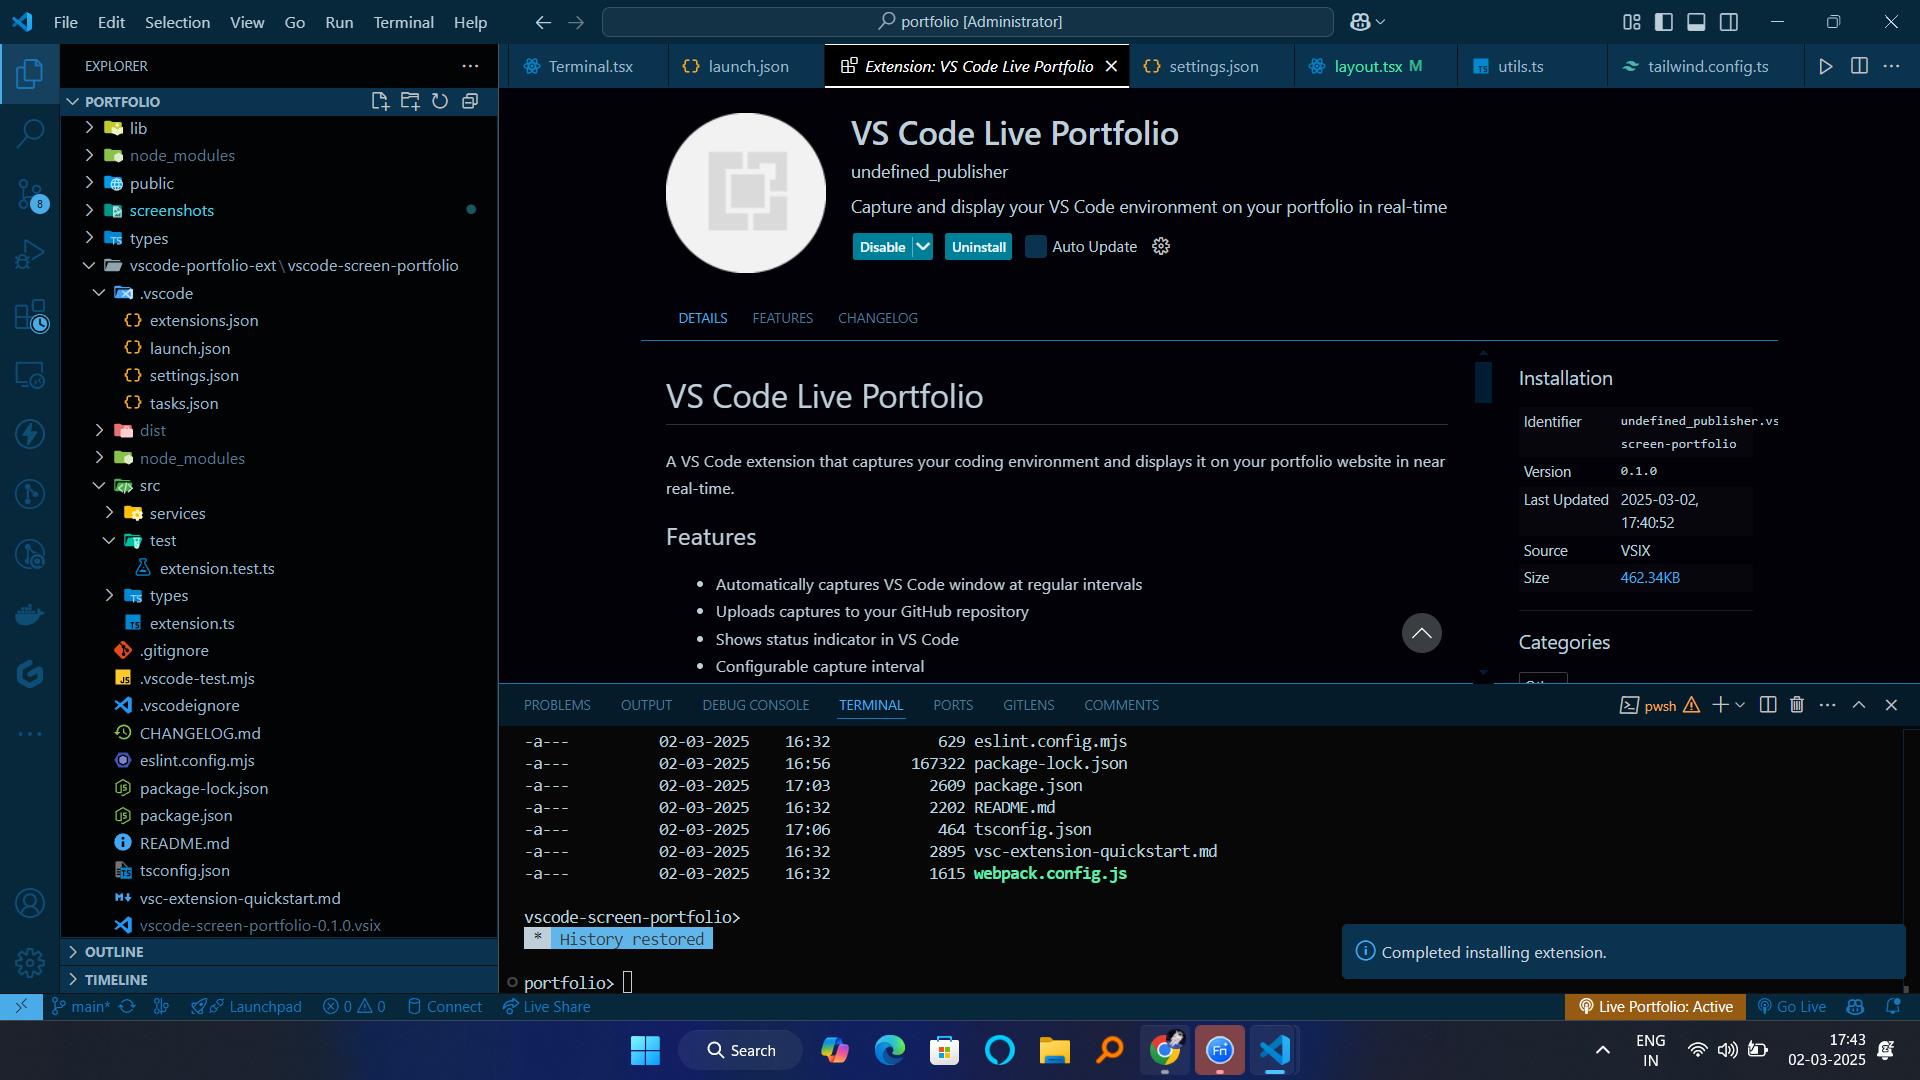 File Edit Selection View Go Run Terminal Help
portfolio [Administrator]
EXPLORER
PORTFOLIO
lib
node_modules
public
screenshots
types
vscode-portfolio-ext\vscode-screen-portfolio
.vscode
extensions.json
launch.json
settings.json
tasks.json
dist
node_modules
src
services
test
extension.test.ts
types
extension.ts
.gitignore
.vscode-test.mjs
.vscodeignore
CHANGELOG.md
eslint.config.mjs
package-lock.json
package.json
README.md
tsconfig.json
vsc-extension-quickstart.md
vscode-screen-portfolio-0.1.0.vsix
OUTLINE
TIMELINE
8
Terminal.tsx launch.json Extension: VS Code Live Portfolio settings.json layout.tsx M utils.ts tailwind.config.ts
VS Code Live Portfolio
undefined_publisher
Capture and display your VS Code environment on your portfolio in real-time
Disable Uninstall Auto Update
DETAILS FEATURES CHANGELOG
VS Code Live Portfolio
A VS Code extension that captures your coding environment and displays it on your portfolio website in near
real-time.
Features
• Automatically captures VS Code window at regular intervals
• Uploads captures to your GitHub repository
• Shows status indicator in VS Code
• Configurable capture interval
Installation
Identifier undefined_publisher.vs
screen-portfolio
Version 0.1.0
Last Updated 2025-03-02,
17:40:52
Source VSIX
Size 462.34KB
Categories
PROBLEMS OUTPUT DEBUG CONSOLE TERMINAL PORTS GITLENS COMMENTS
pwsh
-a--- 02-03-2025 16:32 629 eslint.config.mjs
-a--- 02-03-2025 16:56 167322 package-lock.json
-a--- 02-03-2025 17:03 2609 package.json
-a--- 02-03-2025 16:32 2202 README.md
-a--- 02-03-2025 17:06 464 tsconfig.json
-a--- 02-03-2025 16:32 2895 vsc-extension-quickstart.md
-a--- 02-03-2025 16:32 1615 webpack.config.js
vscode-screen-portfolio>
* History restored
portfolio>
Completed installing extension.
main* Launchpad 0 0 Connect Live Share
Live Portfolio: Active Go Live
Search
Fn
ENG
IN
17:43
02-03-2025